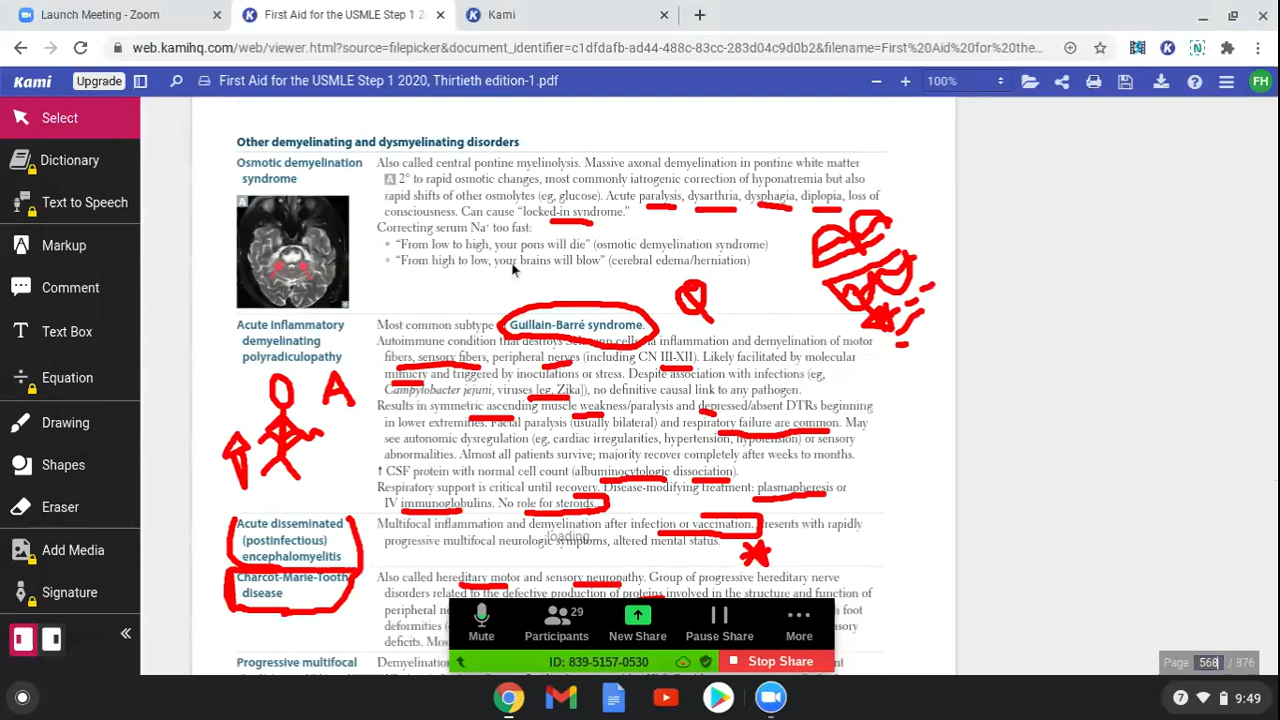 Launch Meeting - Zoom
First Aid for the USMLE Step 1 2
Kami
web.kamihq.com/web/viewer.html?source=filepicker&document_identifier=c1dfdafb-ad44-488c-83cc-283d04c9d0b2&filename=First%20Aid%20for%20the...
Kami Upgrade First Aid for the USMLE Step 1 2020, Thirtieth edition-1.pdf 100% FH
Select
Dictionary
Text to Speech
Markup
Comment
Text Box
Equation
Drawing
Shapes
Eraser
Add Media
Signature
Other demyelinating and dysmyelinating disorders
Osmotic demyelination
syndrome
Also called central pontine myelinolysis. Massive axonal demyelination in pontine white matter
A 2° to rapid osmotic changes, most commonly iatrogenic correction of hyponatremia but also
rapid shifts of other osmolytes (eg, glucose). Acute paralysis, dysarthria, dysphagia, diplopia, loss of
consciousness. Can cause “locked-in syndrome.”
Correcting serum Na+ too fast:
“From low to high, your pons will die” (osmotic demyelination syndrome)
“From high to low, your brains will blow” (cerebral edema/herniation)
Acute inflammatory
demyelinating
polyradiculopathy
A
Most common subtype Guillain-Barré syndrome.
Autoimmune condition that destroys Schwann cells via inflammation and demyelination of motor
fibers, sensory fibers, peripheral nerves (including CN III-XII). Likely facilitated by molecular
mimicry and triggered by inoculations or stress. Despite association with infections (eg,
Campylobacter jejuni, viruses [eg, Zika]), no definitive causal link to any pathogen.
Results in symmetric ascending muscle weakness/paralysis and depressed/absent DTRs beginning
in lower extremities. Facial paralysis (usually bilateral) and respiratory failure are common. May
see autonomic dysregulation (eg, cardiac irregularities, hypertension, hypotension) or sensory
abnormalities. Almost all patients survive; majority recover completely after weeks to months.
↑ CSF protein with normal cell count (albuminocytologic dissociation).
Respiratory support is critical until recovery. Disease-modifying treatment: plasmapheresis or
IV immunoglobulins. No role for steroids.
Acute disseminated
(postinfectious)
encephalomyelitis
Multifocal inflammation and demyelination after infection or vaccination. Presents with rapidly
progressive multifocal neurologic symptoms, altered mental status.
loading...
Charcot-Marie-Tooth
disease
Also called hereditary motor and sensory neuropathy. Group of progressive hereditary nerve
disorders related to the defective production of proteins involved in the structure and function of
peripheral ne
foot
deformities (
sory
deficits. Mos
Progressive multifocal
Demyelination
Mute
Participants 29
New Share
Pause Share
More
ID: 839-5157-0530
Stop Share
Page 568 / 876
7 9:49